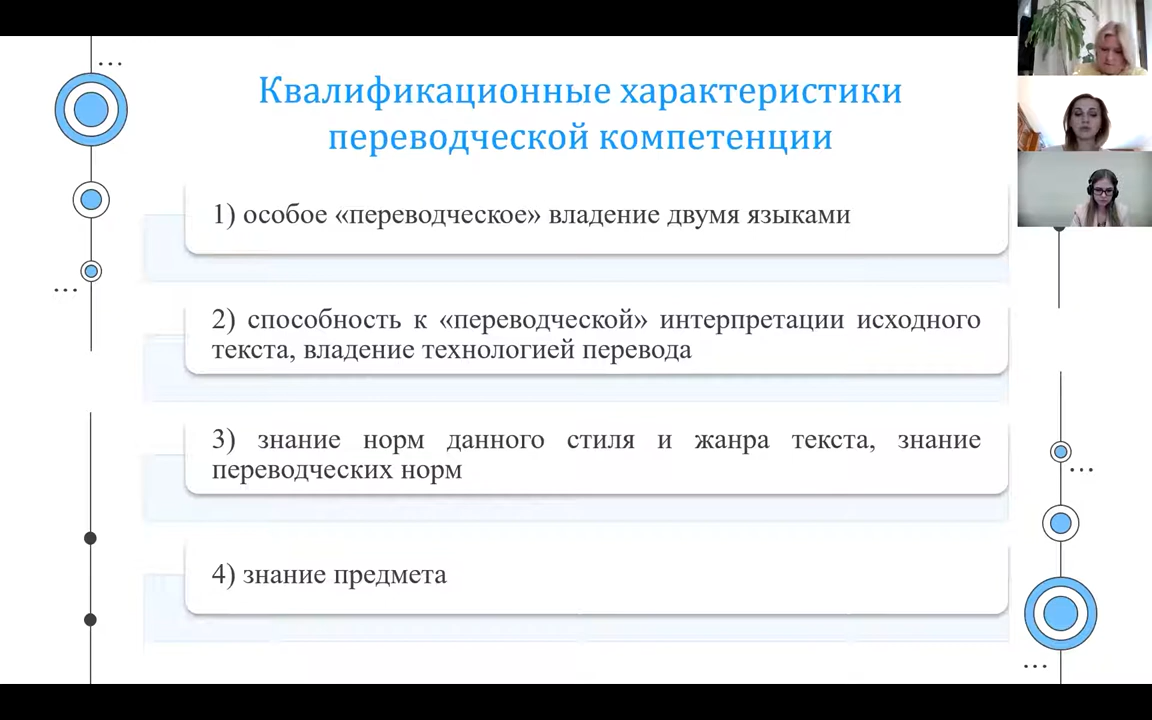 Квалификационные характеристики
переводческой компетенции
1) особое «переводческое» владение двумя языками
2) способность к «переводческой» интерпретации исходного
текста, владение технологией перевода
3) знание норм данного стиля и жанра текста, знание
переводческих норм
4) знание предмета